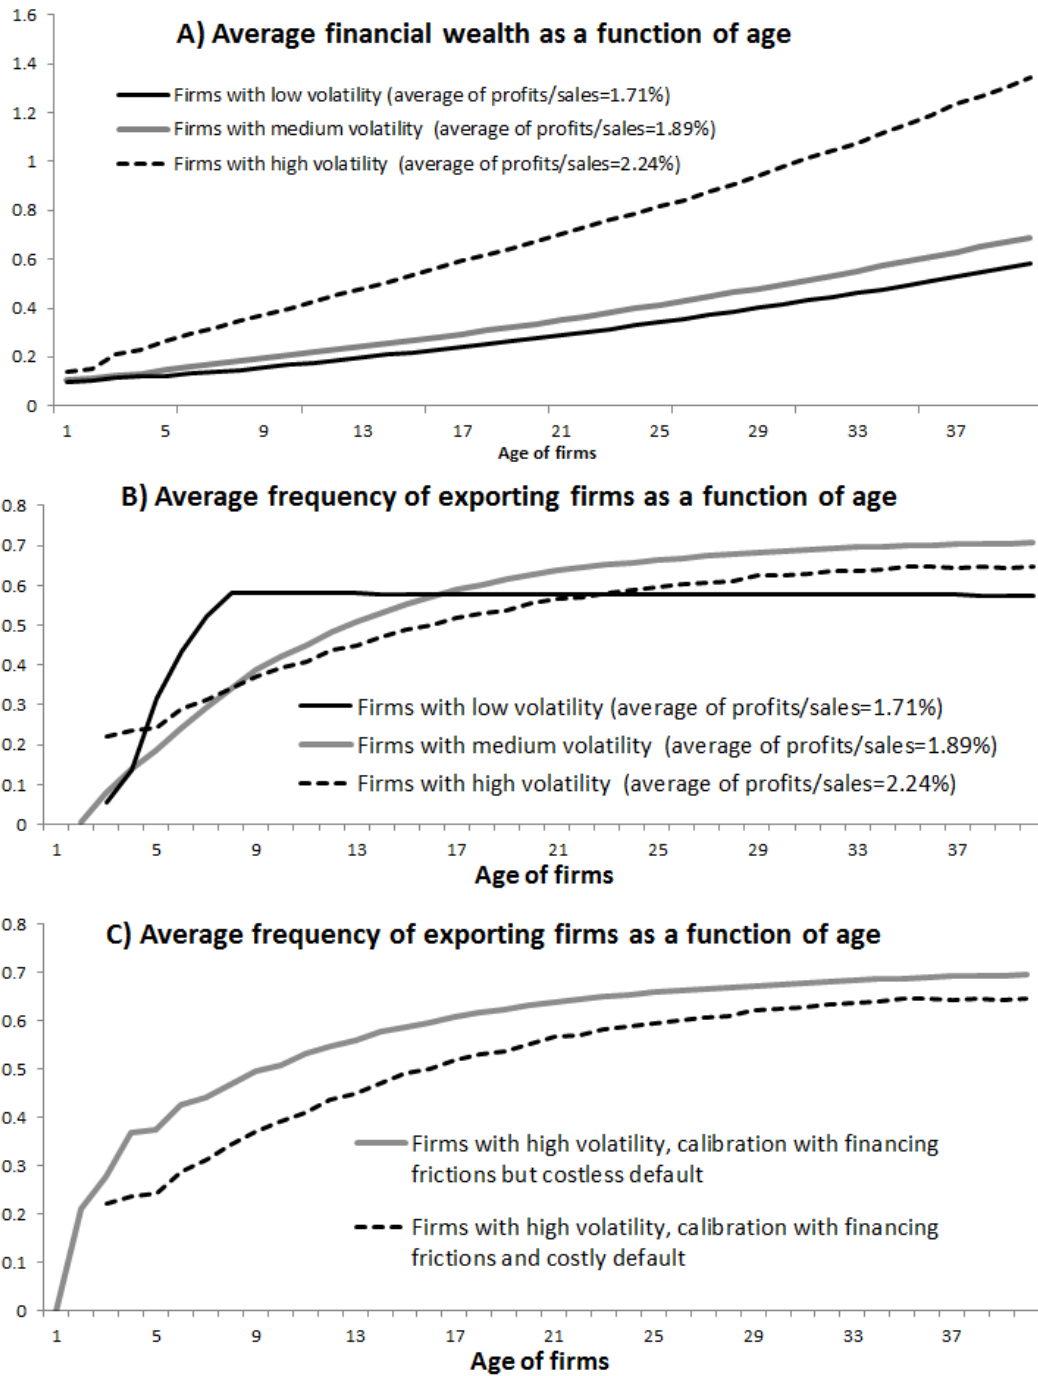 A) Average financial wealth as a function of age
1.6
1.4
1.2
1
0.8
0.6
0.4
0.2
0
Firms with low volatility (average of profits/sales=1.71%)
Firms with medium volatility (average of profits/sales=1.89%)
Firms with high volatility (average of profits/sales=2.24%)
1 5 9 13 17 21 25 29 33 37
Age of firms
B) Average frequency of exporting firms as a function of age
0.8
0.7
0.6
0.5
0.4
0.3
0.2
0.1
0
Firms with low volatility (average of profits/sales=1.71%)
Firms with medium volatility (average of profits/sales=1.89%)
Firms with high volatility (average of profits/sales=2.24%)
1 5 9 13 17 21 25 29 33 37
Age of firms
C) Average frequency of exporting firms as a function of age
0.8
0.7
0.6
0.5
0.4
0.3
0.2
0.1
0
Firms with high volatility, calibration with financing
frictions but costless default
Firms with high volatility, calibration with financing
frictions and costly default
1 5 9 13 17 21 25 29 33 37
Age of firms